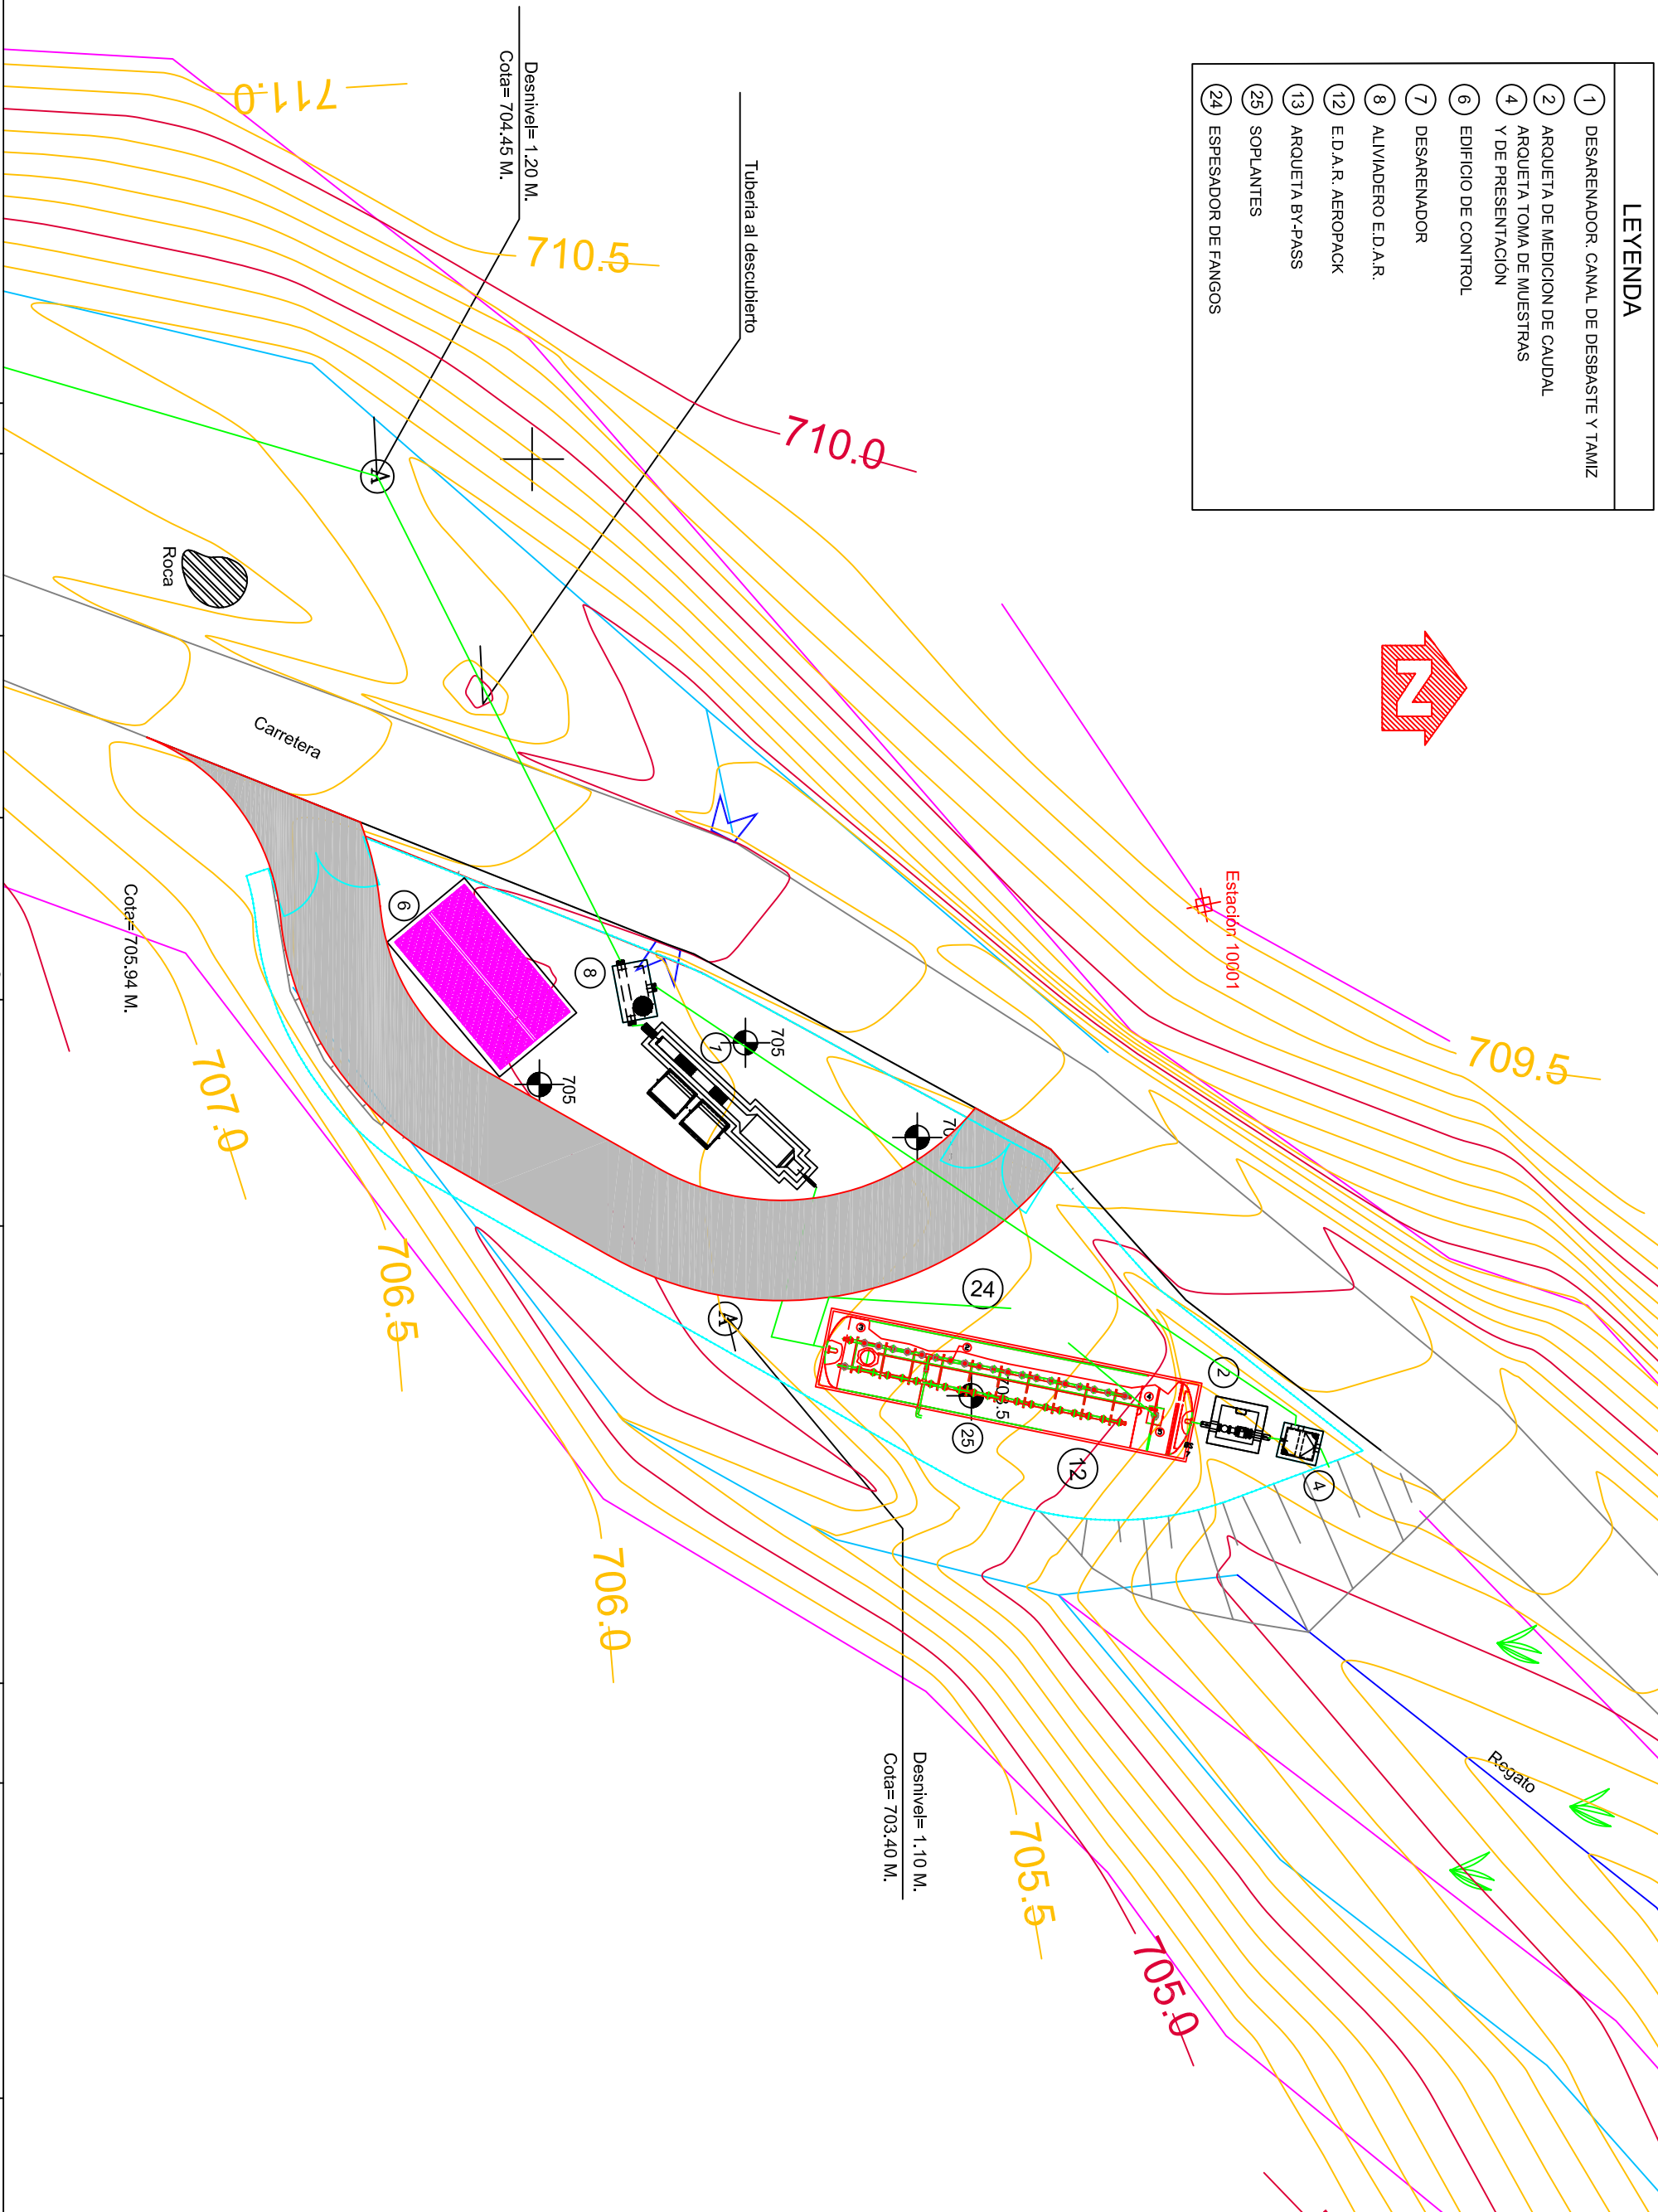 LEYENDA
1 DESARENADOR. CANAL DE DESBASTE Y TAMIZ
2 ARQUETA DE MEDICION DE CAUDAL
4 ARQUETA TOMA DE MUESTRAS
Y DE PRESENTACIÓN
6 EDIFICIO DE CONTROL
7 DESARENADOR
8 ALIVIADERO E.D.A.R.
12 E.D.A.R. AEROPACK
13 ARQUETA BY-PASS
25 SOPLANTES
24 ESPESADOR DE FANGOS
N
Estación 10001
Tuberia al descubierto
Desnivel= 1.20 M.
Cota= 704.45 M.
711.0
710.5
710.0
709.5
A
Roca
Carretera
Cota= 705.94 M.
6
8
1
705
705
24
A
25
12
2
4
707.0
706.5
706.0
705.5
705.0
Desnivel= 1.10 M.
Cota= 703.40 M.
Regato